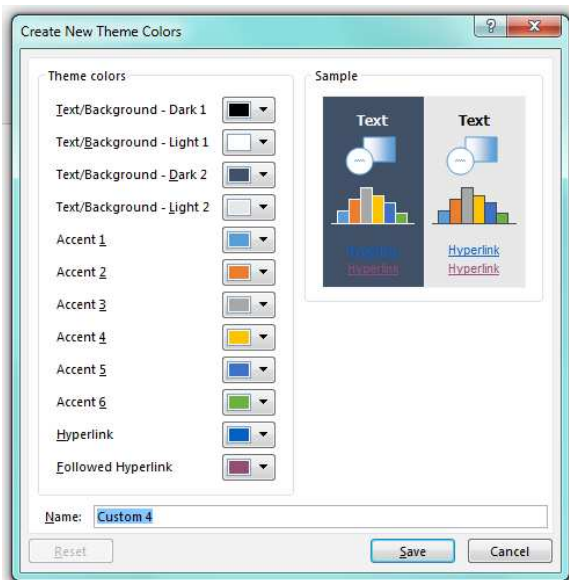 Create New Theme Colors
?
Theme colors
Text/Background - Dark 1
Text/Background - Light 1
Text/Background - Dark 2
Text/Background - Light 2
Accent 1
Accent 2
Accent 3
Accent 4
Accent 5
Accent 6
Hyperlink
Followed Hyperlink
Sample
Text
Text
Hyperlink
Hyperlink
Hyperlink
Hyperlink
Name: Custom 4
Reset
Save
Cancel